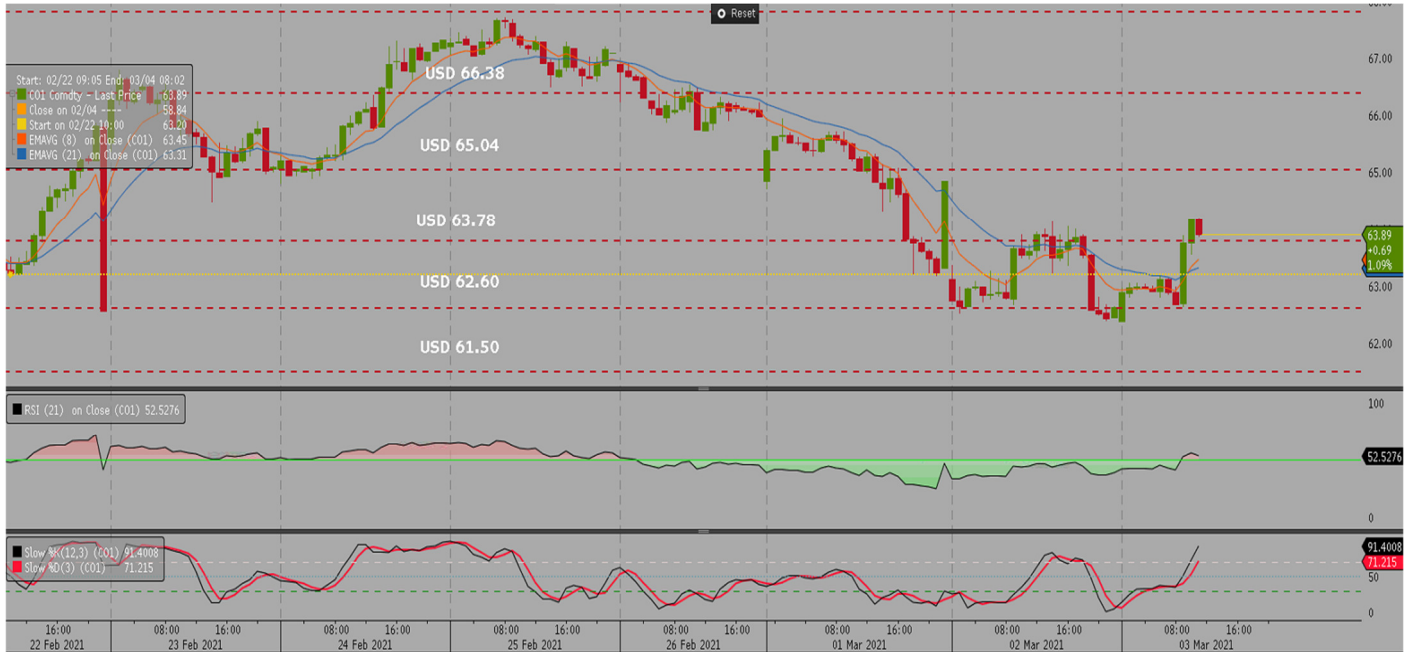 68.00
Reset
67.00
USD 66.38
Start: 02/22 09:05 End: 03/04 08:02
CO1 Comdty - Last Price 63.89
Close on 02/04 ---- 58.84
Start on 02/22 10:00 63.20
EMAVG (8) on Close (CO1) 63.45
EMAVG (21) on Close (CO1) 63.31
66.00
USD 65.04
65.00
USD 63.78
63.89
+0.69
1.09%
USD 62.60
63.00
USD 61.50
62.00
RSI (21) on Close (CO1) 52.5276
100
52.5276
0
Slow %K(12,3) (CO1) 91.4008
Slow %D(3) (CO1) 71.215
91.4008
71.215
50
0
16:00 08:00 16:00 08:00 16:00 08:00 16:00 08:00 16:00 08:00 16:00 08:00 16:00 08:00 16:00
22 Feb 2021 23 Feb 2021 24 Feb 2021 25 Feb 2021 26 Feb 2021 01 Mar 2021 02 Mar 2021 03 Mar 2021